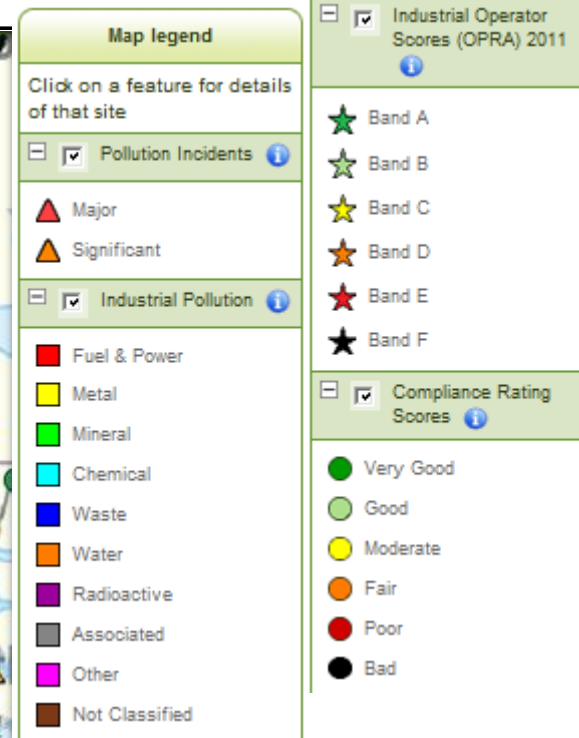 Map legend
Click on a feature for details
of that site
Pollution Incidents
Major
Significant
Industrial Pollution
Fuel & Power
Metal
Mineral
Chemical
Waste
Water
Radioactive
Associated
Other
Not Classified
Industrial Operator
Scores (OPRA) 2011
Band A
Band B
Band C
Band D
Band E
Band F
Compliance Rating
Scores
Very Good
Good
Moderate
Fair
Poor
Bad